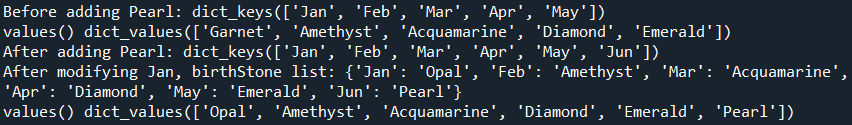 Before adding Pearl: dict_keys(['Jan', 'Feb', 'Mar', 'Apr', 'May'])
values() dict_values(['Garnet', 'Amethyst', 'Acquamarine', 'Diamond', 'Emerald'])
After adding Pearl: dict_keys(['Jan', 'Feb', 'Mar', 'Apr', 'May', 'Jun'])
After modifying Jan, birthStone list: {'Jan': 'Opal', 'Feb': 'Amethyst', 'Mar': 'Acquamarine',
'Apr': 'Diamond', 'May': 'Emerald', 'Jun': 'Pearl'}
values() dict_values(['Opal', 'Amethyst', 'Acquamarine', 'Diamond', 'Emerald', 'Pearl'])